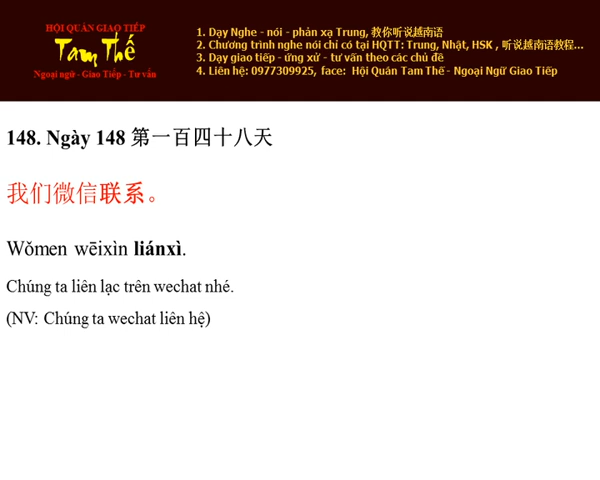 HỘI QUÁN GIAO TIẾP
Tam Thế
Ngoại ngữ - Giao Tiếp - Tư vấn
1. Dạy Nghe - nói - phản xạ Trung, 教你听说越南语
2. Chương trình nghe nói chỉ có tại HQTT: Trung, Nhật, HSK , 听说越南语教程...
3. Dạy giao tiếp - ứng xử - tư vấn theo các chủ đề
4. Liên hệ: 0977309925, face: Hội Quán Tam Thế - Ngoại Ngữ Giao Tiếp
148. Ngày 148 第一百四十八天
我们微信联系。
Wǒmen wēixìn liánxì.
Chúng ta liên lạc trên wechat nhé.
(NV: Chúng ta wechat liên hệ)